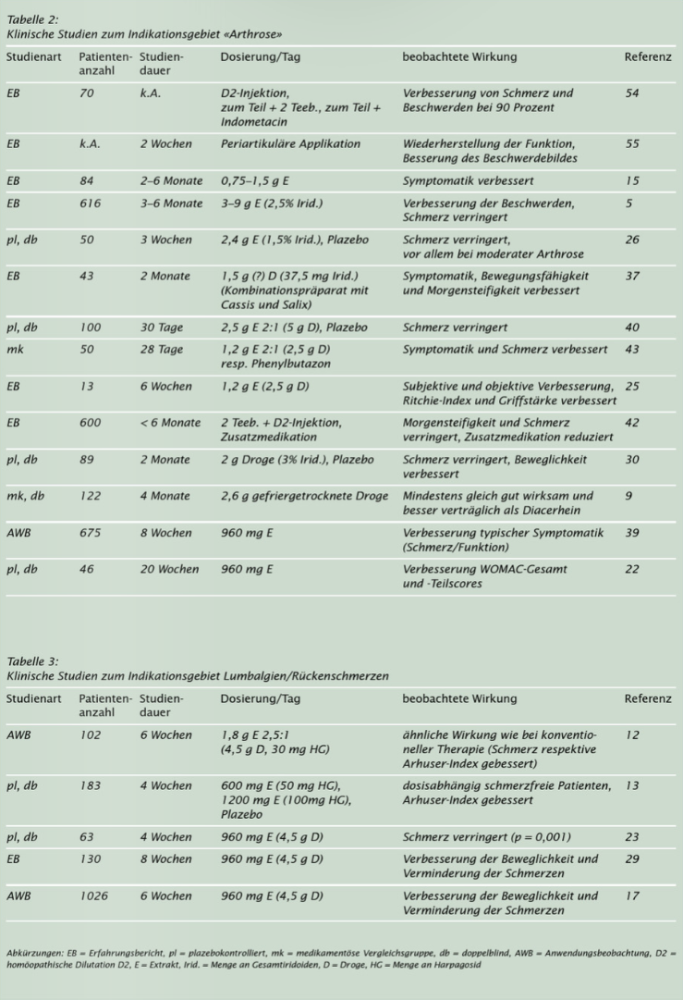 Tabelle 2:
Klinische Studien zum Indikationsgebiet «Arthrose»
Studienart Patienten- Studien- Dosierung/Tag beobachtete Wirkung Referenz
anzahl dauer
EB 70 k.A. D2-Injektion, Verbesserung von Schmerz und 54
zum Teil + 2 Teeb., zum Teil + Beschwerden bei 90 Prozent
Indometacin
EB k.A. 2 Wochen Periartikuläre Applikation Wiederherstellung der Funktion, 55
Besserung des Beschwerdebildes
EB 84 2–6 Monate 0,75–1,5 g E Symptomatik verbessert 15
EB 616 3–6 Monate 3–9 g E (2,5% Irid.) Verbesserung der Beschwerden, 5
Schmerz verringert
pl, db 50 3 Wochen 2,4 g E (1,5% Irid.), Plazebo Schmerz verringert, 26
vor allem bei moderater Arthrose
EB 43 2 Monate 1,5 g (?) D (37,5 mg Irid.) Symptomatik, Bewegungsfähigkeit 37
(Kombinationspräparat mit und Morgensteifigkeit verbessert
Cassis und Salix)
pl, db 100 30 Tage 2,5 g E 2:1 (5 g D), Plazebo Schmerz verringert 40
mk 50 28 Tage 1,2 g E 2:1 (2,5 g D) Symptomatik und Schmerz verbessert 43
resp. Phenylbutazon
EB 13 6 Wochen 1,2 g E (2,5 g D) Subjektive und objektive Verbesserung, 25
Ritchie-Index und Griffstärke verbessert
EB 600 < 6 Monate 2 Teeb. + D2-Injektion, Morgensteifigkeit und Schmerz 42
Zusatzmedikation verringert, Zusatzmedikation reduziert
pl, db 89 2 Monate 2 g Droge (3% Irid.), Plazebo Schmerz verringert, Beweglichkeit 30
verbessert
mk, db 122 4 Monate 2,6 g gefriergetrocknete Droge Mindestens gleich gut wirksam und 9
besser verträglich als Diacerhein
AWB 675 8 Wochen 960 mg E Verbesserung typischer Symptomatik 39
(Schmerz/Funktion)
pl, db 46 20 Wochen 960 mg E Verbesserung WOMAC-Gesamt 22
und -Teilscores
Tabelle 3:
Klinische Studien zum Indikationsgebiet Lumbalgien/Rückenschmerzen
Studienart Patienten- Studien- Dosierung/Tag beobachtete Wirkung Referenz
anzahl dauer
AWB 102 6 Wochen 1,8 g E 2,5:1 ähnliche Wirkung wie bei konventio- 12
(4,5 g D, 30 mg HG) neller Therapie (Schmerz respektive
Arhuser-Index gebessert)
pl, db 183 4 Wochen 600 mg E (50 mg HG), dosisabhängig schmerzfreie Patienten, 13
1200 mg E (100mg HG), Arhuser-Index gebessert
Plazebo
pl, db 63 4 Wochen 960 mg E (4,5 g D) Schmerz verringert (p = 0,001) 23
EB 130 8 Wochen 960 mg E (4,5 g D) Verbesserung der Beweglichkeit und 29
Verminderung der Schmerzen
AWB 1026 6 Wochen 960 mg E (4,5 g D) Verbesserung der Beweglichkeit und 17
Verminderung der Schmerzen
Abkürzungen: EB = Erfahrungsbericht, pl = plazebokontrolliert, mk = medikamentöse Vergleichsgruppe, db = doppelblind, AWB = Anwendungsbeobachtung, D2 =
homöopathische Dilutation D2, E = Extrakt, Irid. = Menge an Gesamtiridoiden, D = Droge, HG = Menge an Harpagosid